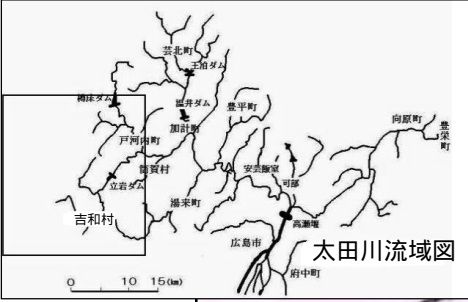 芸北町
王泊ダム
樽床ダム
温井ダム
豊平町
加計町
向原町
豊栄町
戸河内町
筒賀村
安芸飯室
可部
立岩ダム
湯来町
吉和村
高瀬堰
広島市
太田川流域図
府中町
0 10 15(km)